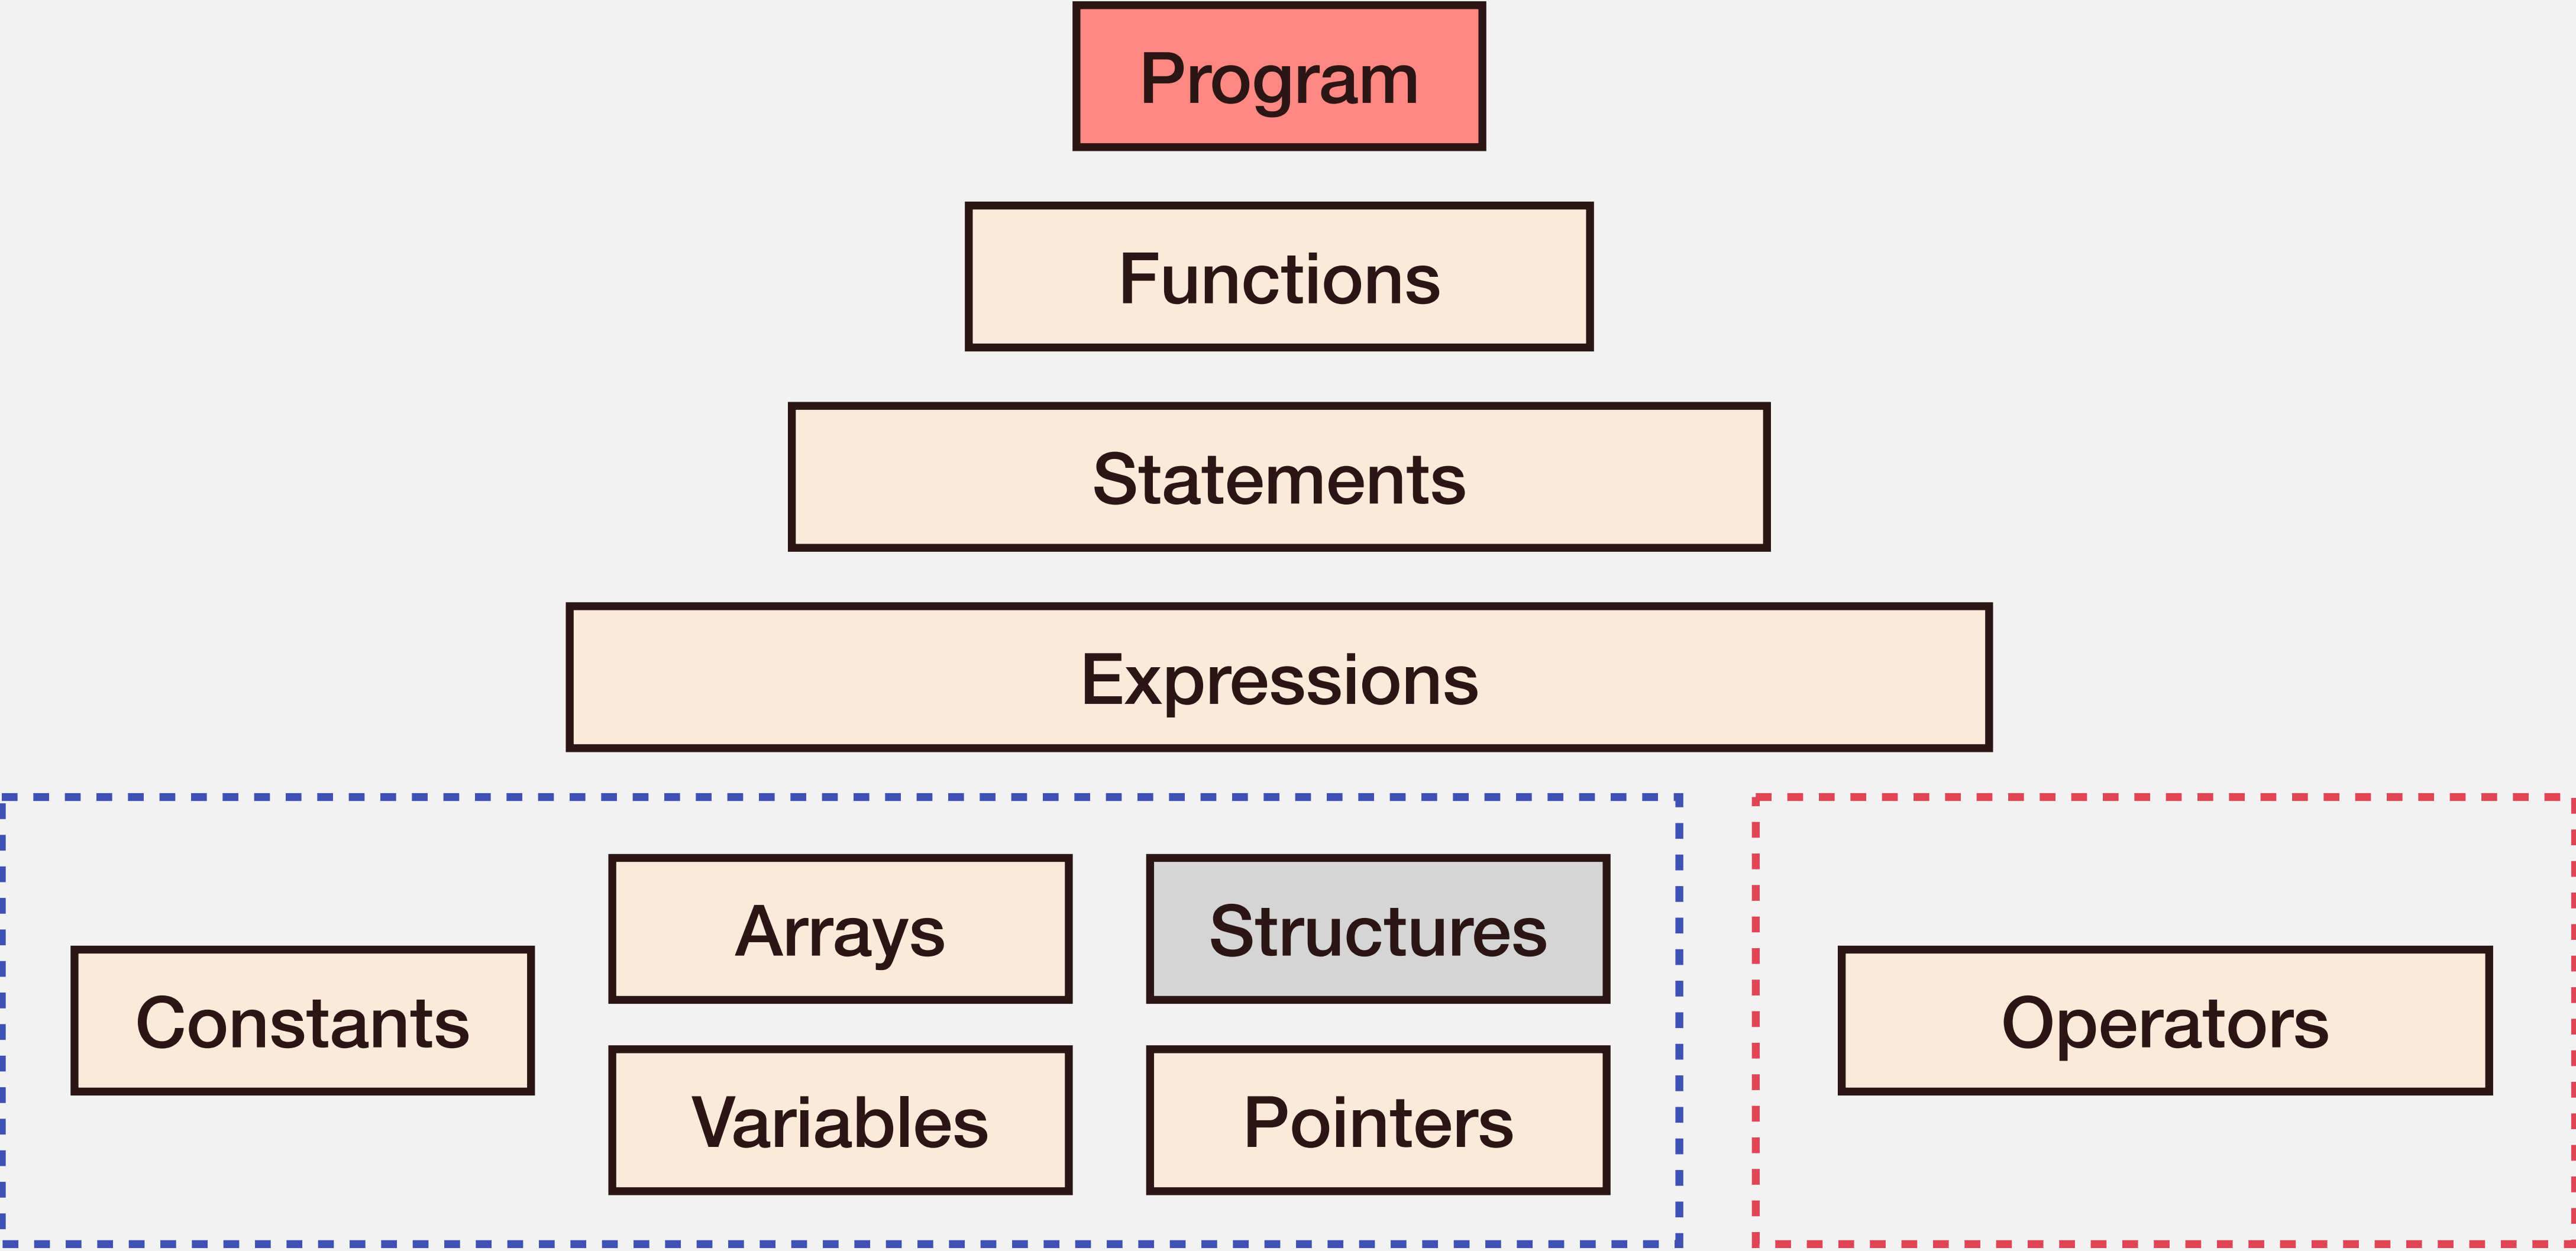 Program
Functions
Statements
Expressions
Constants
Arrays
Structures
Variables
Pointers
Operators